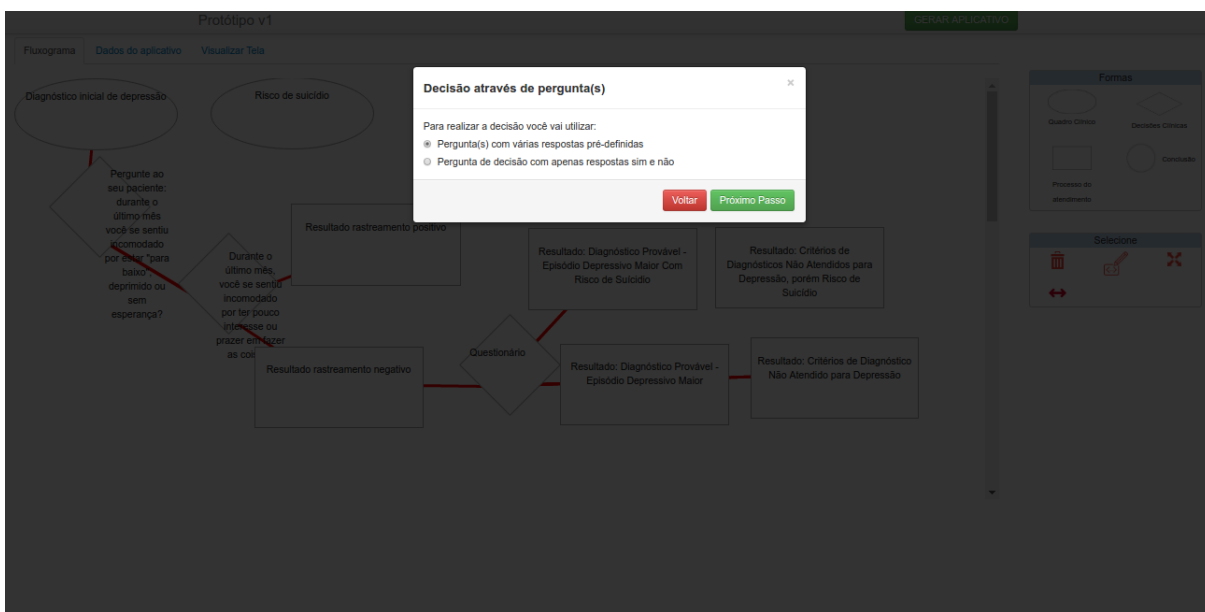 Protótipo v1
GERAR APLICATIVO
Fluxograma
Dados do aplicativo
Visualizar Tela
Diagnóstico inicial de depressão
Risco de suicídio
Decisão através de pergunta(s)
×
Para realizar a decisão você vai utilizar:
Pergunta(s) com várias respostas pré-definidas
Pergunta de decisão com apenas respostas sim e não
Voltar
Próximo Passo
Pergunte ao
seu paciente:
durante o
último mês
você se sentiu
incomodado
por estar "para
baixo",
deprimido ou
sem
esperança?
Durante o
último mês,
você se sentiu
incomodado
por ter pouco
interesse ou
prazer em fazer
Resultado rastreamento positivo
Resultado rastreamento negativo
Questionário
Resultado: Diagnóstico Provável -
Episódio Depressivo Maior Com
Risco de Suícidio
Resultado: Critérios de
Diagnósticos Não Atendidos para
Depressão, porém Risco de
Suicídio
Resultado: Diagnóstico Provável -
Episódio Depressivo Maior
Resultado: Critérios de Diagnóstico
Não Atendido para Depressão
Formas
Quadro Clínico
Decisões Clínicas
Processo do
atendimento
Conclusão
Selecione